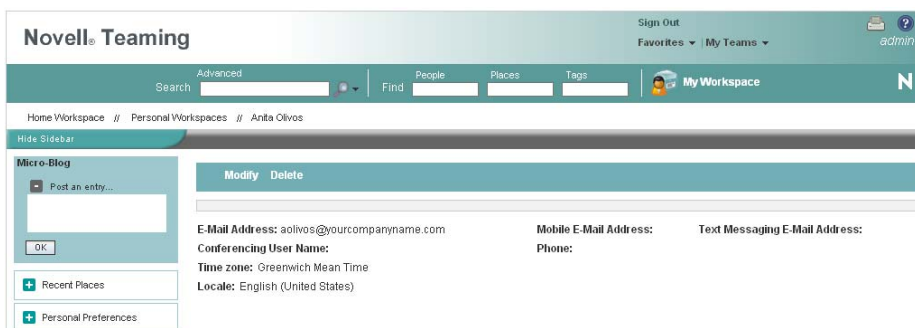 Novell® Teaming
Sign Out
Favorites My Teams
admin
Advanced
Search
Find
People
Places
Tags
My Workspace
N
Home Workspace // Personal Workspaces // Anita Olivos
Hide Sidebar
Micro-Blog
Post an entry...
OK
Recent Places
Personal Preferences
Modify Delete
E-Mail Address: aolivos@yourcompanyname.com
Mobile E-Mail Address:
Text Messaging E-Mail Address:
Conferencing User Name:
Phone:
Time zone: Greenwich Mean Time
Locale: English (United States)